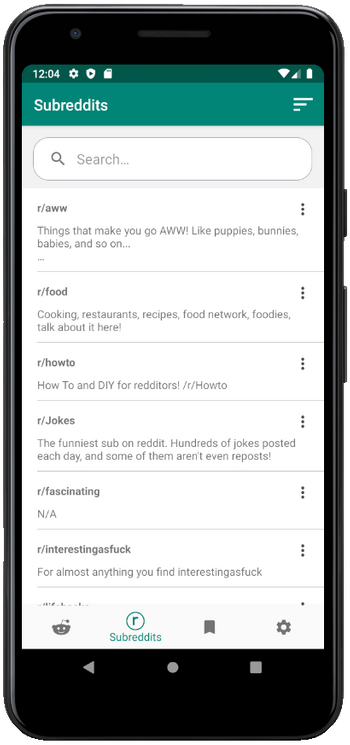 12:04
Subreddits
Search...
r/aww
Things that make you go AWW! Like puppies, bunnies,
babies, and so on...
...
r/food
Cooking, restaurants, recipes, food network, foodies,
talk about it here!
r/howto
How To and DIY for redditors! /r/Howto
r/Jokes
The funniest sub on reddit. Hundreds of jokes posted
each day, and some of them aren't even reposts!
r/fascinating
N/A
r/interestingasfuck
For almost anything you find interestingasfuck
r
Subreddits